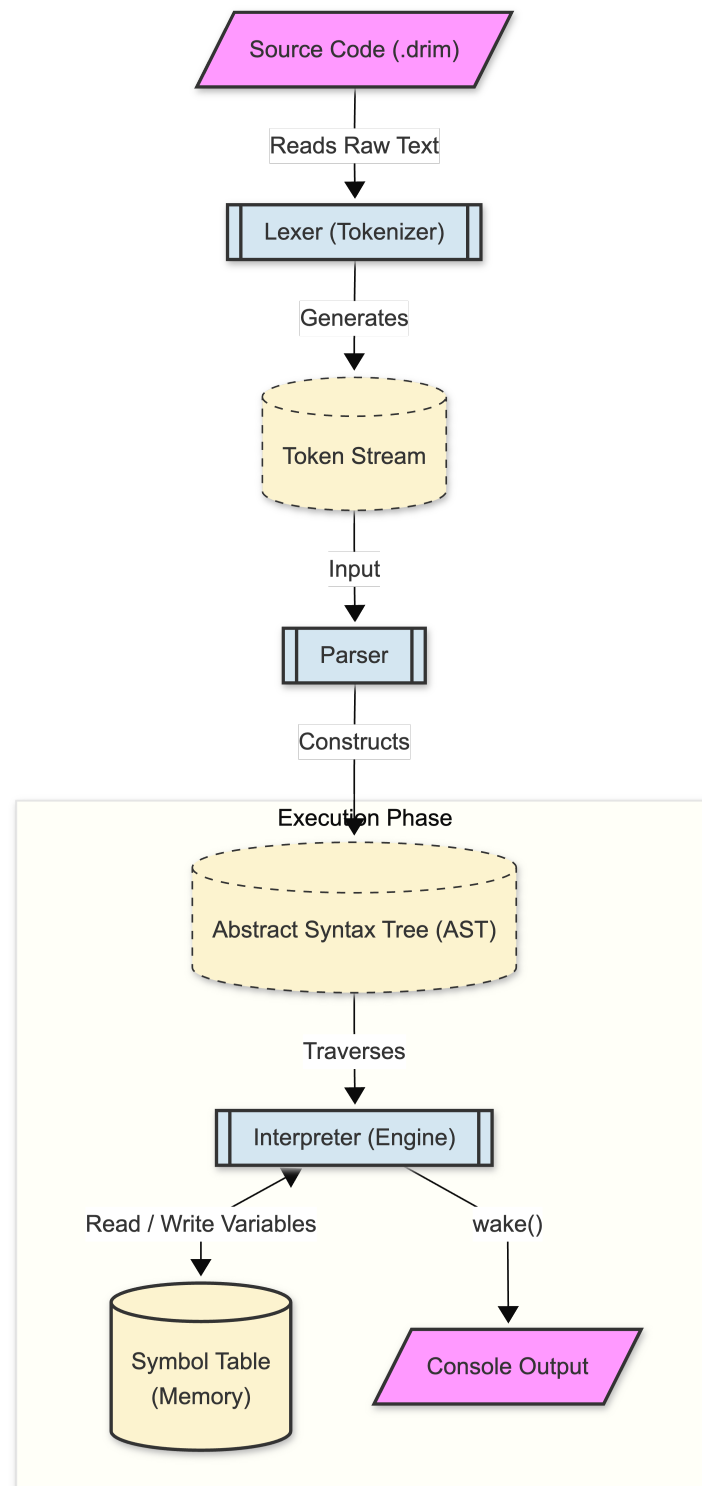 Source Code (.drim)
Reads Raw Text
Lexer (Tokenizer)
Generates
Token Stream
Input
Parser
Constructs
Execution Phase
Abstract Syntax Tree (AST)
Traverses
Interpreter (Engine)
Read / Write Variables
wake()
Symbol Table
(Memory)
Console Output